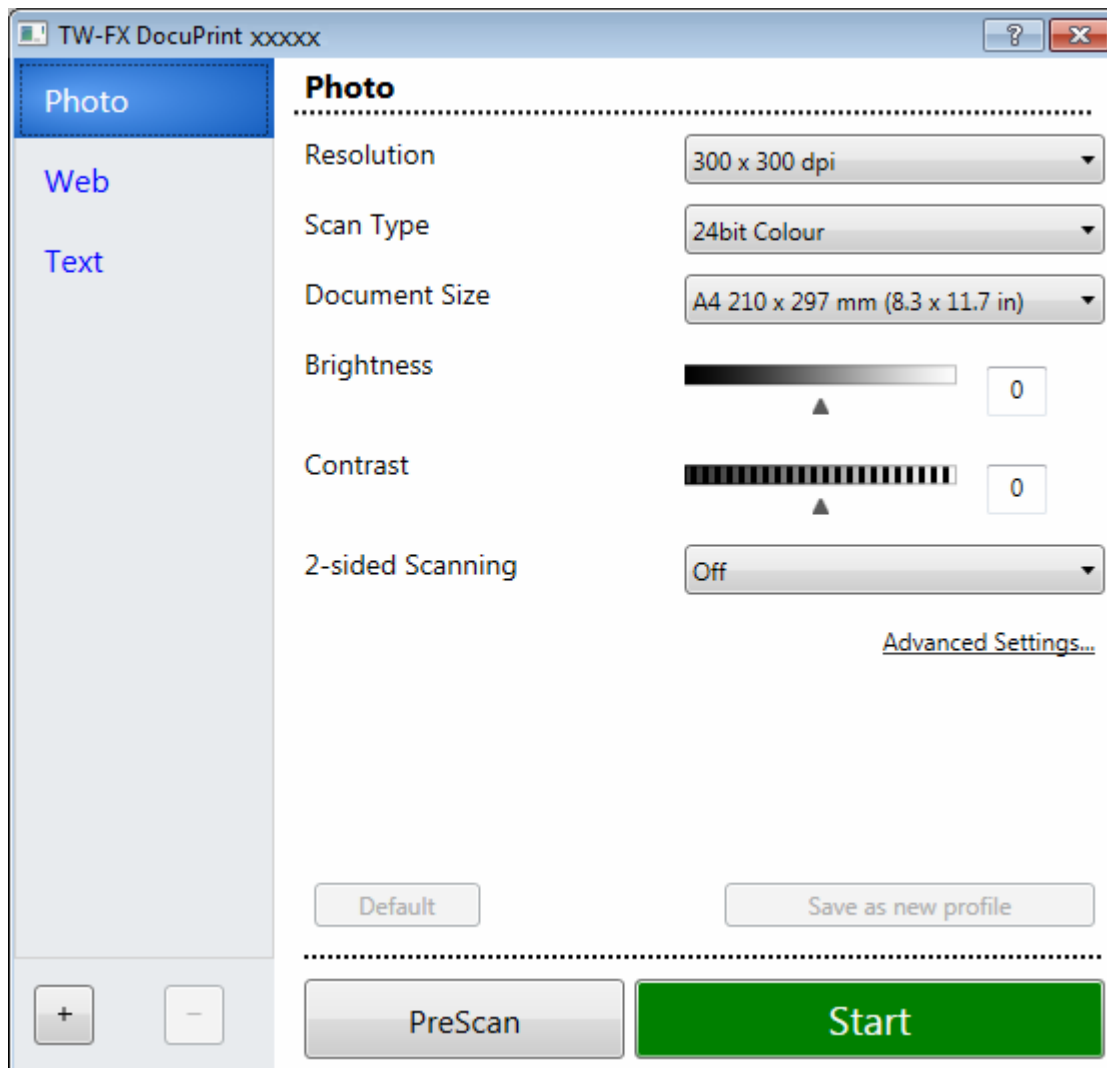 TW-FX DocuPrint xxxxx
?
Photo
Web
Text
+
−
Photo
Resolution
300 x 300 dpi
Scan Type
24bit Colour
Document Size
A4 210 x 297 mm (8.3 x 11.7 in)
Brightness
0
Contrast
0
2-sided Scanning
Off
Advanced Settings...
Default
Save as new profile
PreScan
Start